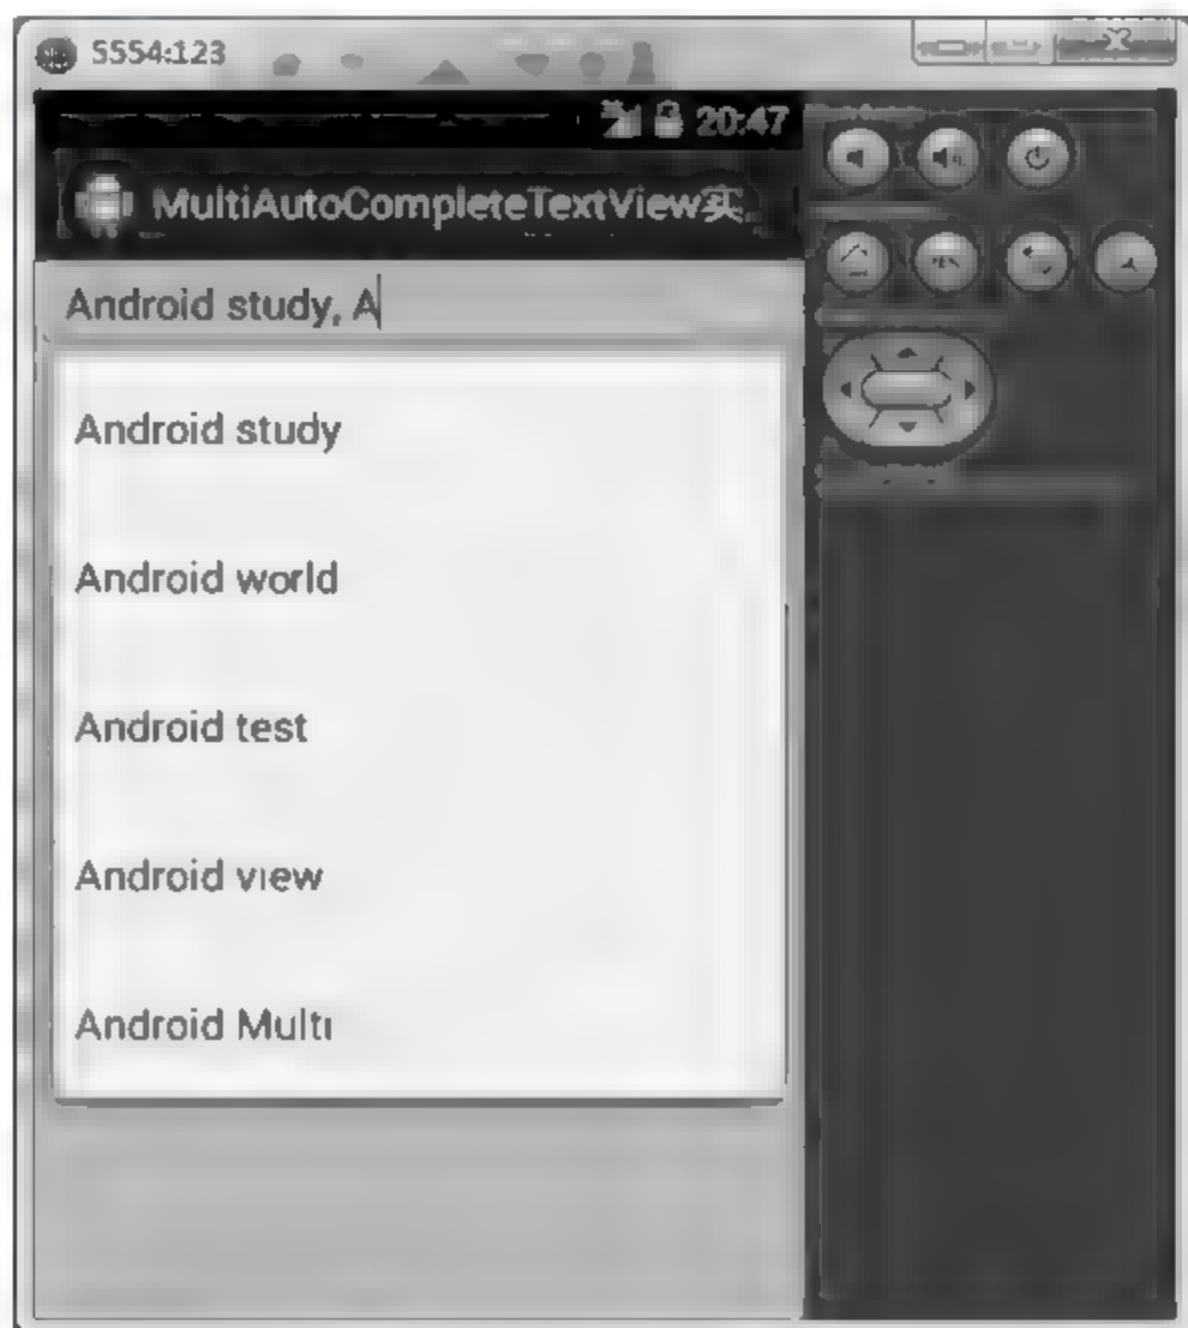 5554:123
20:47
MultiAutoCompleteTextView实
Android study, A
Android study
Android world
Android test
Android view
Android Multi